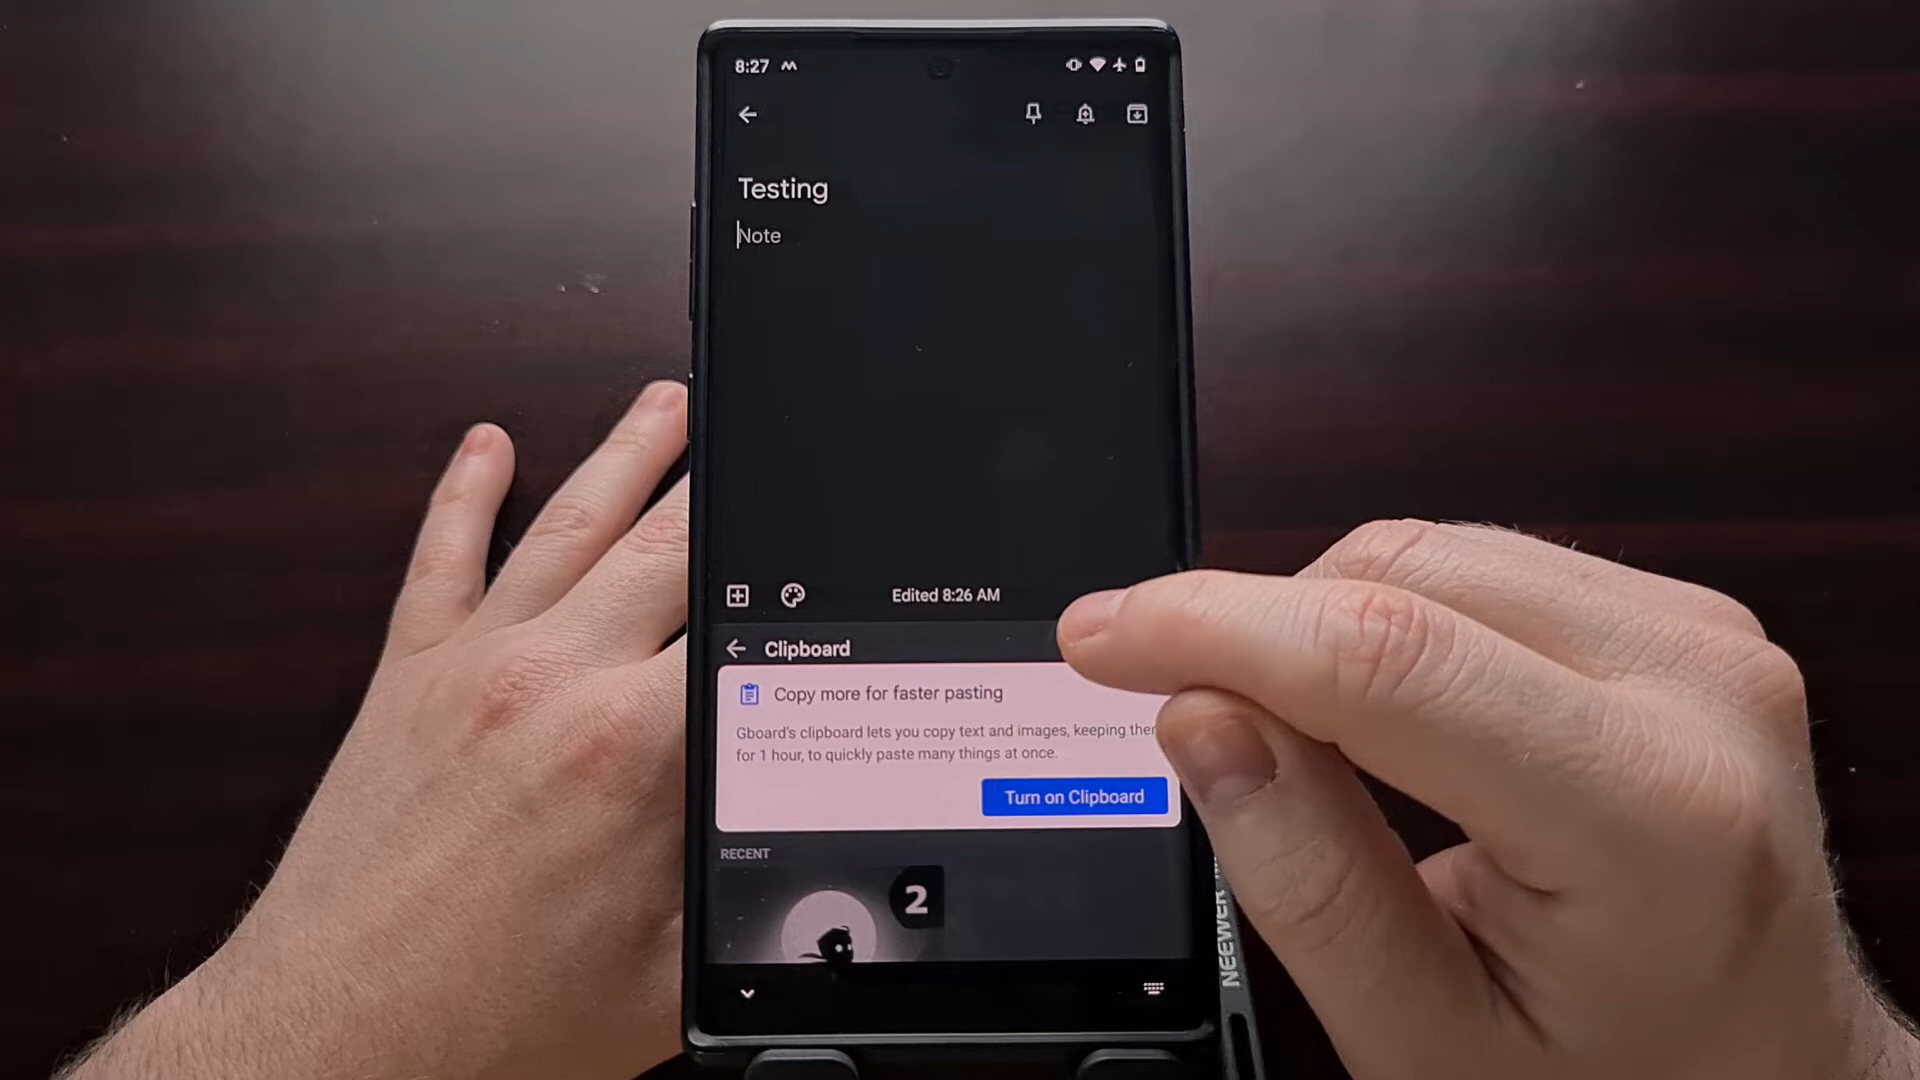 8:27
Testing
Note
Edited 8:26 AM
Clipboard
Copy more for faster pasting
Gboard's clipboard lets you copy text and images, keeping
for 1 hour, to quickly paste many things at once.
Turn on Clipboard
RECENT
2
NEEWER